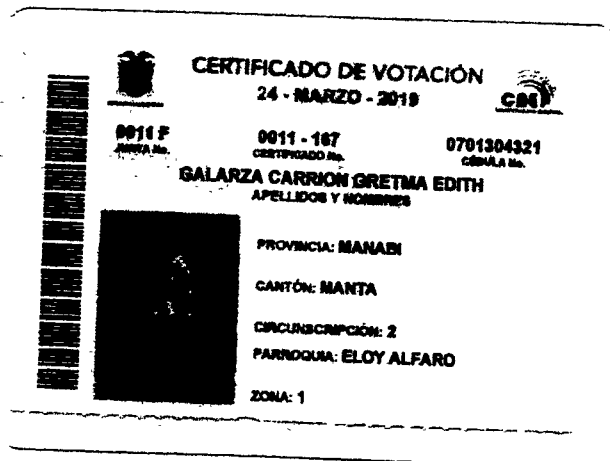 CERTIFICADO DE VOTACIÓN
24 - MARZO - 2019
CNE
0011 F
JUNTA No.
0011 - 167
CERTIFICADO No.
0701304321
CÉDULA No.
GALARZA CARRION GRETMA EDITH
APELLIDOS Y NOMBRES
PROVINCIA: MANABI
CANTÓN: MANTA
CIRCUNSCRIPCIÓN: 2
PARROQUIA: ELOY ALFARO
ZONA: 1